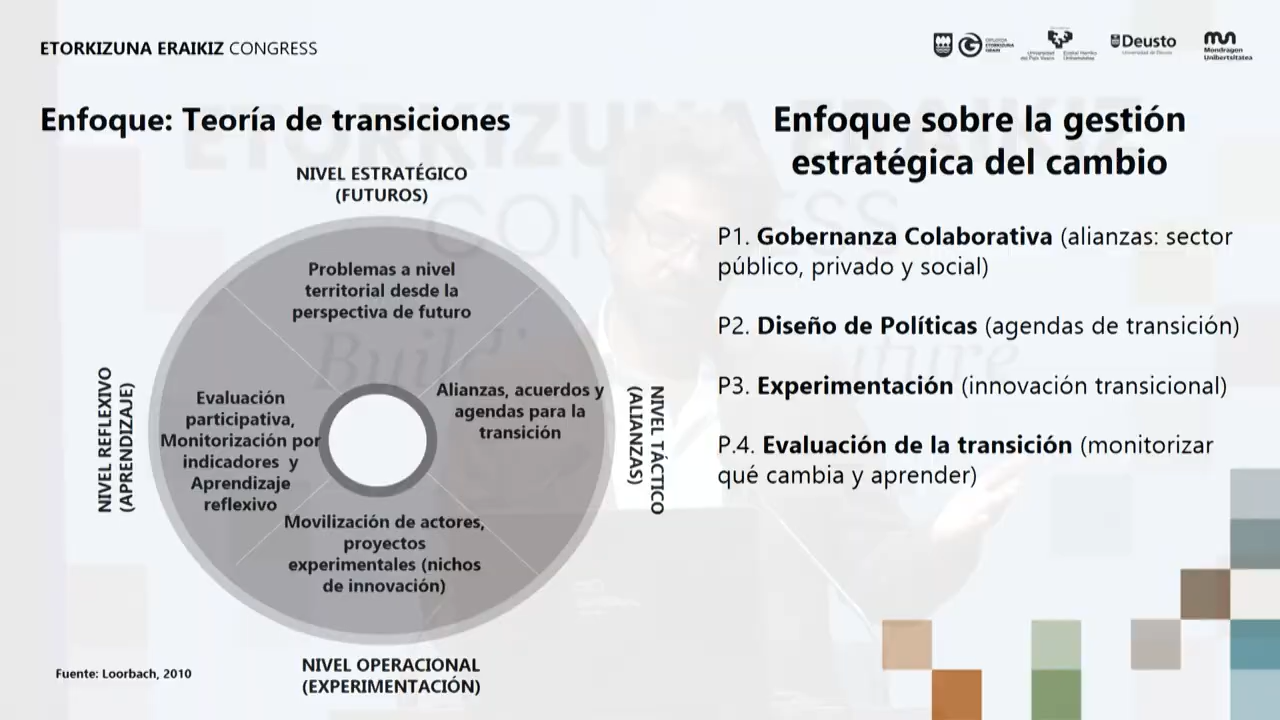 ETORKIZUNA ERAIKIZ CONGRESS
Deusto
Mondragon
Unibertsitatea
Enfoque: Teoría de transiciones
NIVEL ESTRATÉGICO
(FUTUROS)
Problemas a nivel
territorial desde la
perspectiva de futuro
NIVEL REFLEXIVO
(APRENDIZAJE)
Evaluación
participativa,
Monitorización por
indicadores y
Aprendizaje
reflexivo
Alianzas, acuerdos y
agendas para la
transición
NIVEL TÁCTICO
(ALIANZAS)
Movilización de actores,
proyectos
experimentales (nichos
de innovación)
NIVEL OPERACIONAL
(EXPERIMENTACIÓN)
Fuente: Loorbach, 2010
Enfoque sobre la gestión
estratégica del cambio
P1. Gobernanza Colaborativa (alianzas: sector
público, privado y social)
P2. Diseño de Políticas (agendas de transición)
P3. Experimentación (innovación transicional)
P.4. Evaluación de la transición (monitorizar
qué cambia y aprender)
ETORKIZUNA ERAIKIZ
CONGRESS